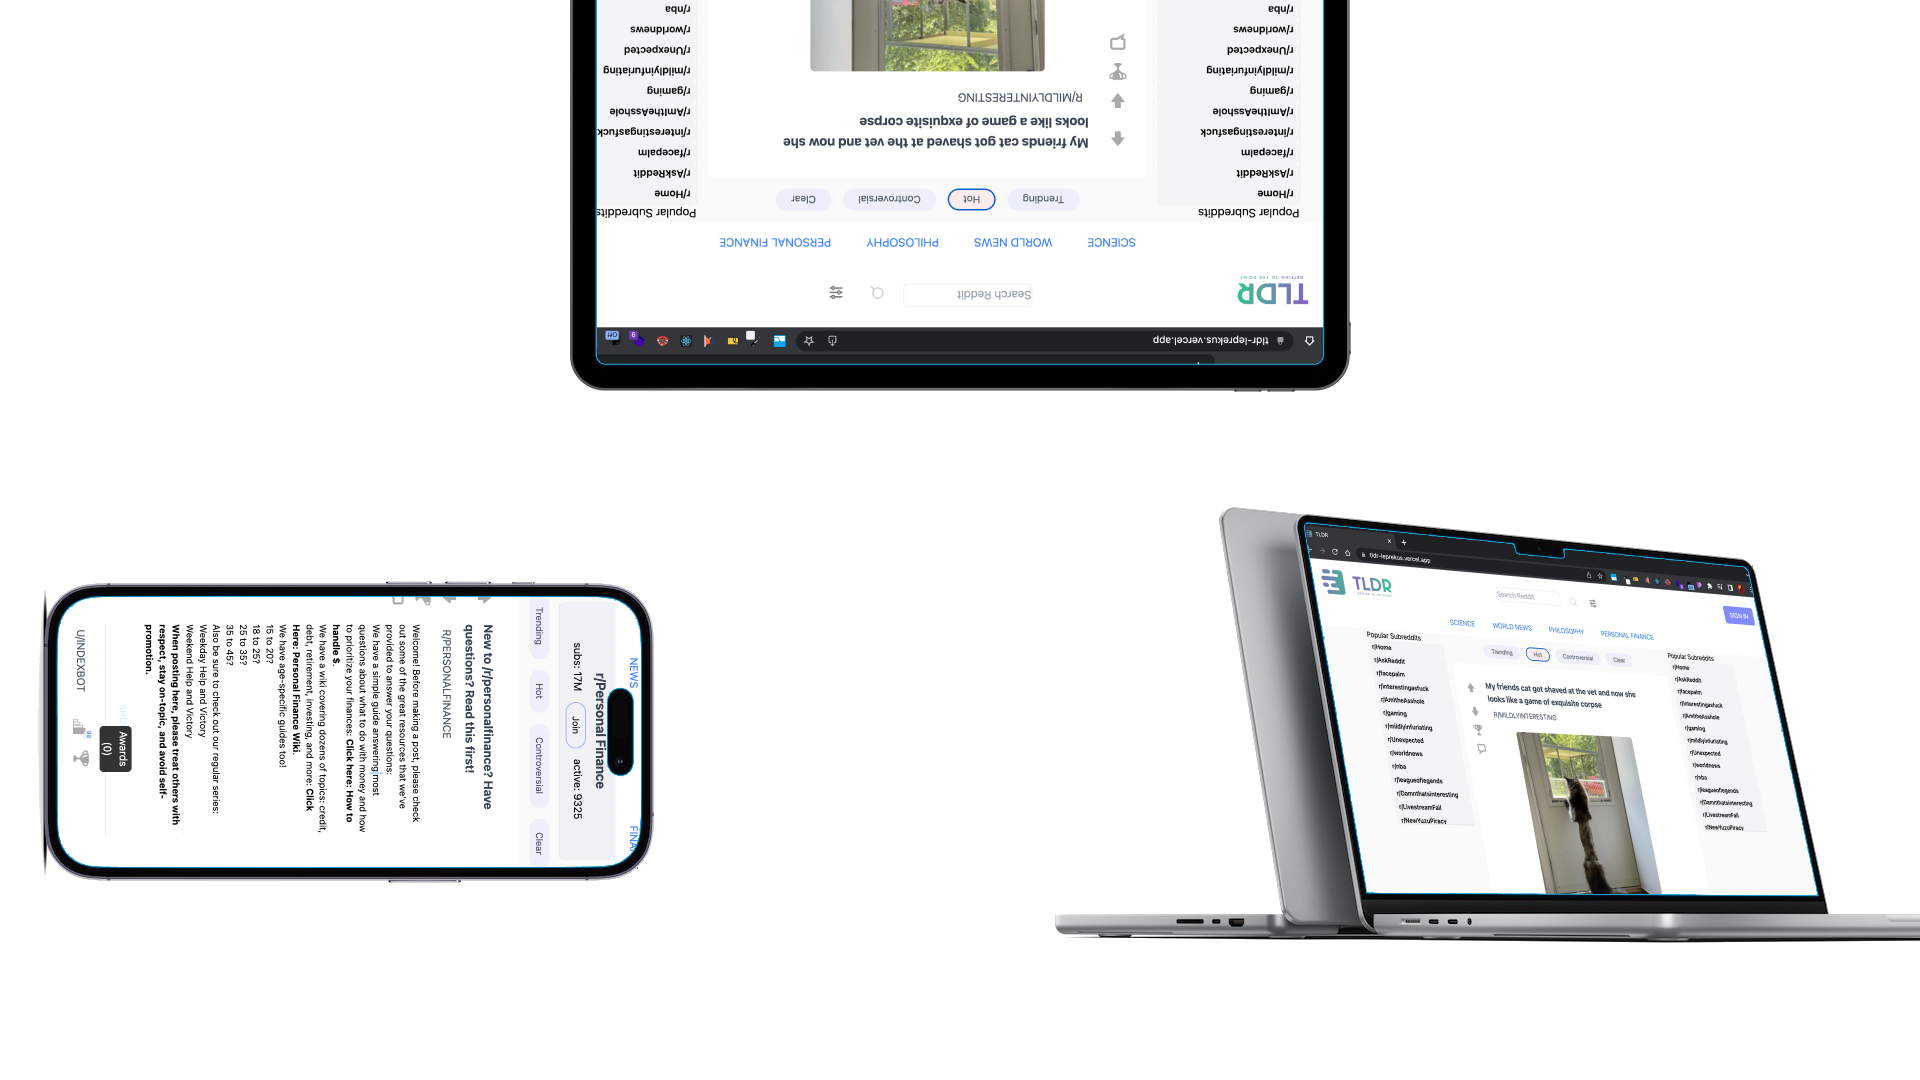 TLDR
GETTING TO THE POINT
tldr-leprekus.vercel.app
Search Reddit
SCIENCE
WORLD NEWS
PHILOSOPHY
PERSONAL FINANCE
Popular Subreddits
r/Home
r/AskReddit
r/facepalm
r/interestingasfuck
r/AmItheAsshole
r/gaming
r/mildlyinfuriating
r/Unexpected
r/worldnews
r/nba
Trending
Hot
Controversial
Clear
My friends cat got shaved at the vet and now she
looks like a game of exquisite corpse
R/MILDLYINTERESTING
Popular Subreddits
r/Home
r/AskReddit
r/facepalm
r/interestingasfuck
r/AmItheAsshole
r/gaming
r/mildlyinfuriating
r/Unexpected
r/worldnews
r/nba
NEWS
FINA
r/Personal Finance
subs: 17M
Join
active: 9325
Trending
Hot
Controversial
Clear
New to /r/personalfinance? Have
questions? Read this first!
R/PERSONALFINANCE
Welcome! Before making a post, please check
out some of the great resources that we've
provided to answer your questions:
We have a simple guide answering most
questions about what to do with money and how
to prioritize your finances: Click here: How to
handle $.
We have a wiki covering dozens of topics: credit,
debt, retirement, investing, and more: Click
Here: Personal Finance Wiki.
We have age-specific guides too!
15 to 20?
18 to 25?
25 to 35?
35 to 45?
Also be sure to check out our regular series:
Weekday Help and Victory
Weekend Help and Victory
When posting here, please treat others with
respect, stay on-topic, and avoid self-
promotion.
SHO
Awards
(0)
U/INDEXBOT
TLDR
tldr-leprekus.vercel.app
TLDR
Search Reddit
SIGN IN
SCIENCE
WORLD NEWS
PHILOSOPHY
PERSONAL FINANCE
Popular Subreddits
r/Home
r/AskReddit
r/facepalm
r/interestingasfuck
r/AmItheAsshole
r/gaming
r/mildlyinfuriating
r/Unexpected
r/worldnews
r/nba
r/leagueoflegends
r/Damnthatsinteresting
r/LivestreamFail
r/NewYuzuPiracy
Trending
Hot
Controversial
Clear
My friends cat got shaved at the vet and now she
looks like a game of exquisite corpse
R/MILDLYINTERESTING
Popular Subreddits
r/Home
r/AskReddit
r/facepalm
r/interestingasfuck
r/AmItheAsshole
r/gaming
r/mildlyinfuriating
r/Unexpected
r/worldnews
r/nba
r/leagueoflegends
r/Damnthatsinteresting
r/LivestreamFail
r/NewYuzuPiracy